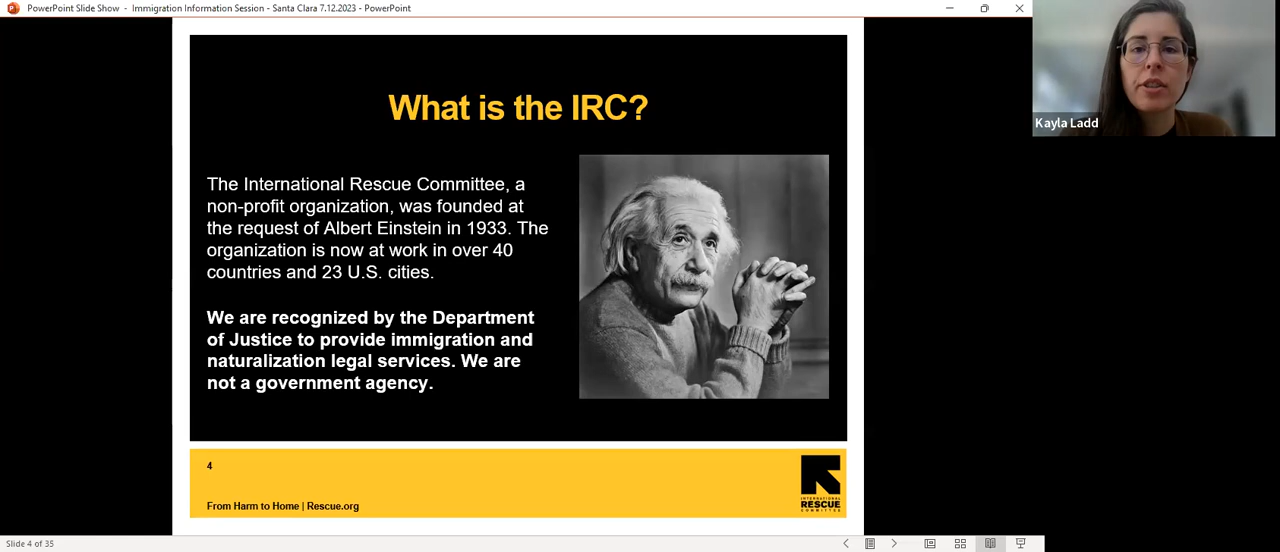 PowerPoint Slide Show - Immigration Information Session - Santa Clara 7.12.2023 - PowerPoint
What is the IRC?
The International Rescue Committee, a
non-profit organization, was founded at
the request of Albert Einstein in 1933. The
organization is now at work in over 40
countries and 23 U.S. cities.
We are recognized by the Department
of Justice to provide immigration and
naturalization legal services. We are
not a government agency.
4
From Harm to Home | Rescue.org
INTERNATIONAL
RESCUE
COMMITTEE
Kayla Ladd
Slide 4 of 35